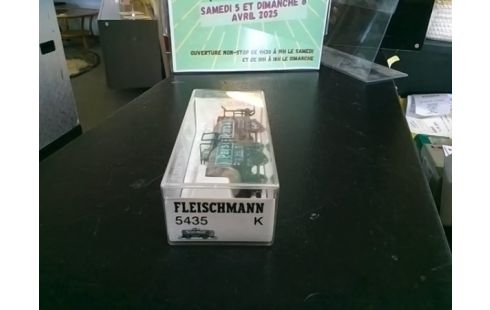 SAMEDI 5 ET DIMANCHE 6
AVRIL 2025
OUVERTURE NON-STOP DE 9H30 À 19H LE SAMEDI
ET DE 9H À 18H LE DIMANCHE
FLEISCHMANN
5435 K